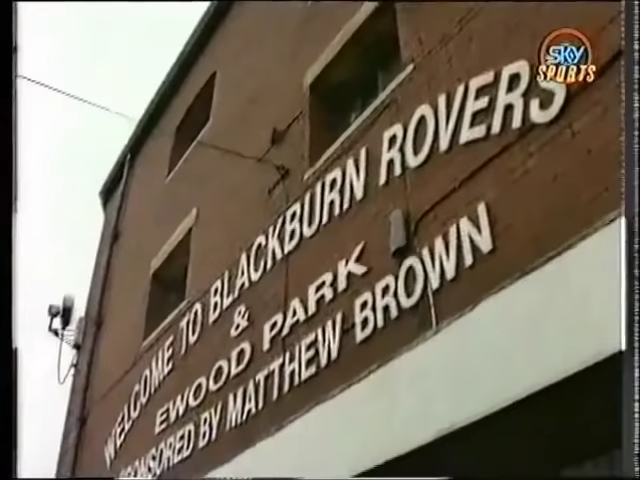 sky
SPORTS
WELCOME TO BLACKBURN ROVERS
&
EWOOD PARK
SPONSORED BY MATTHEW BROWN